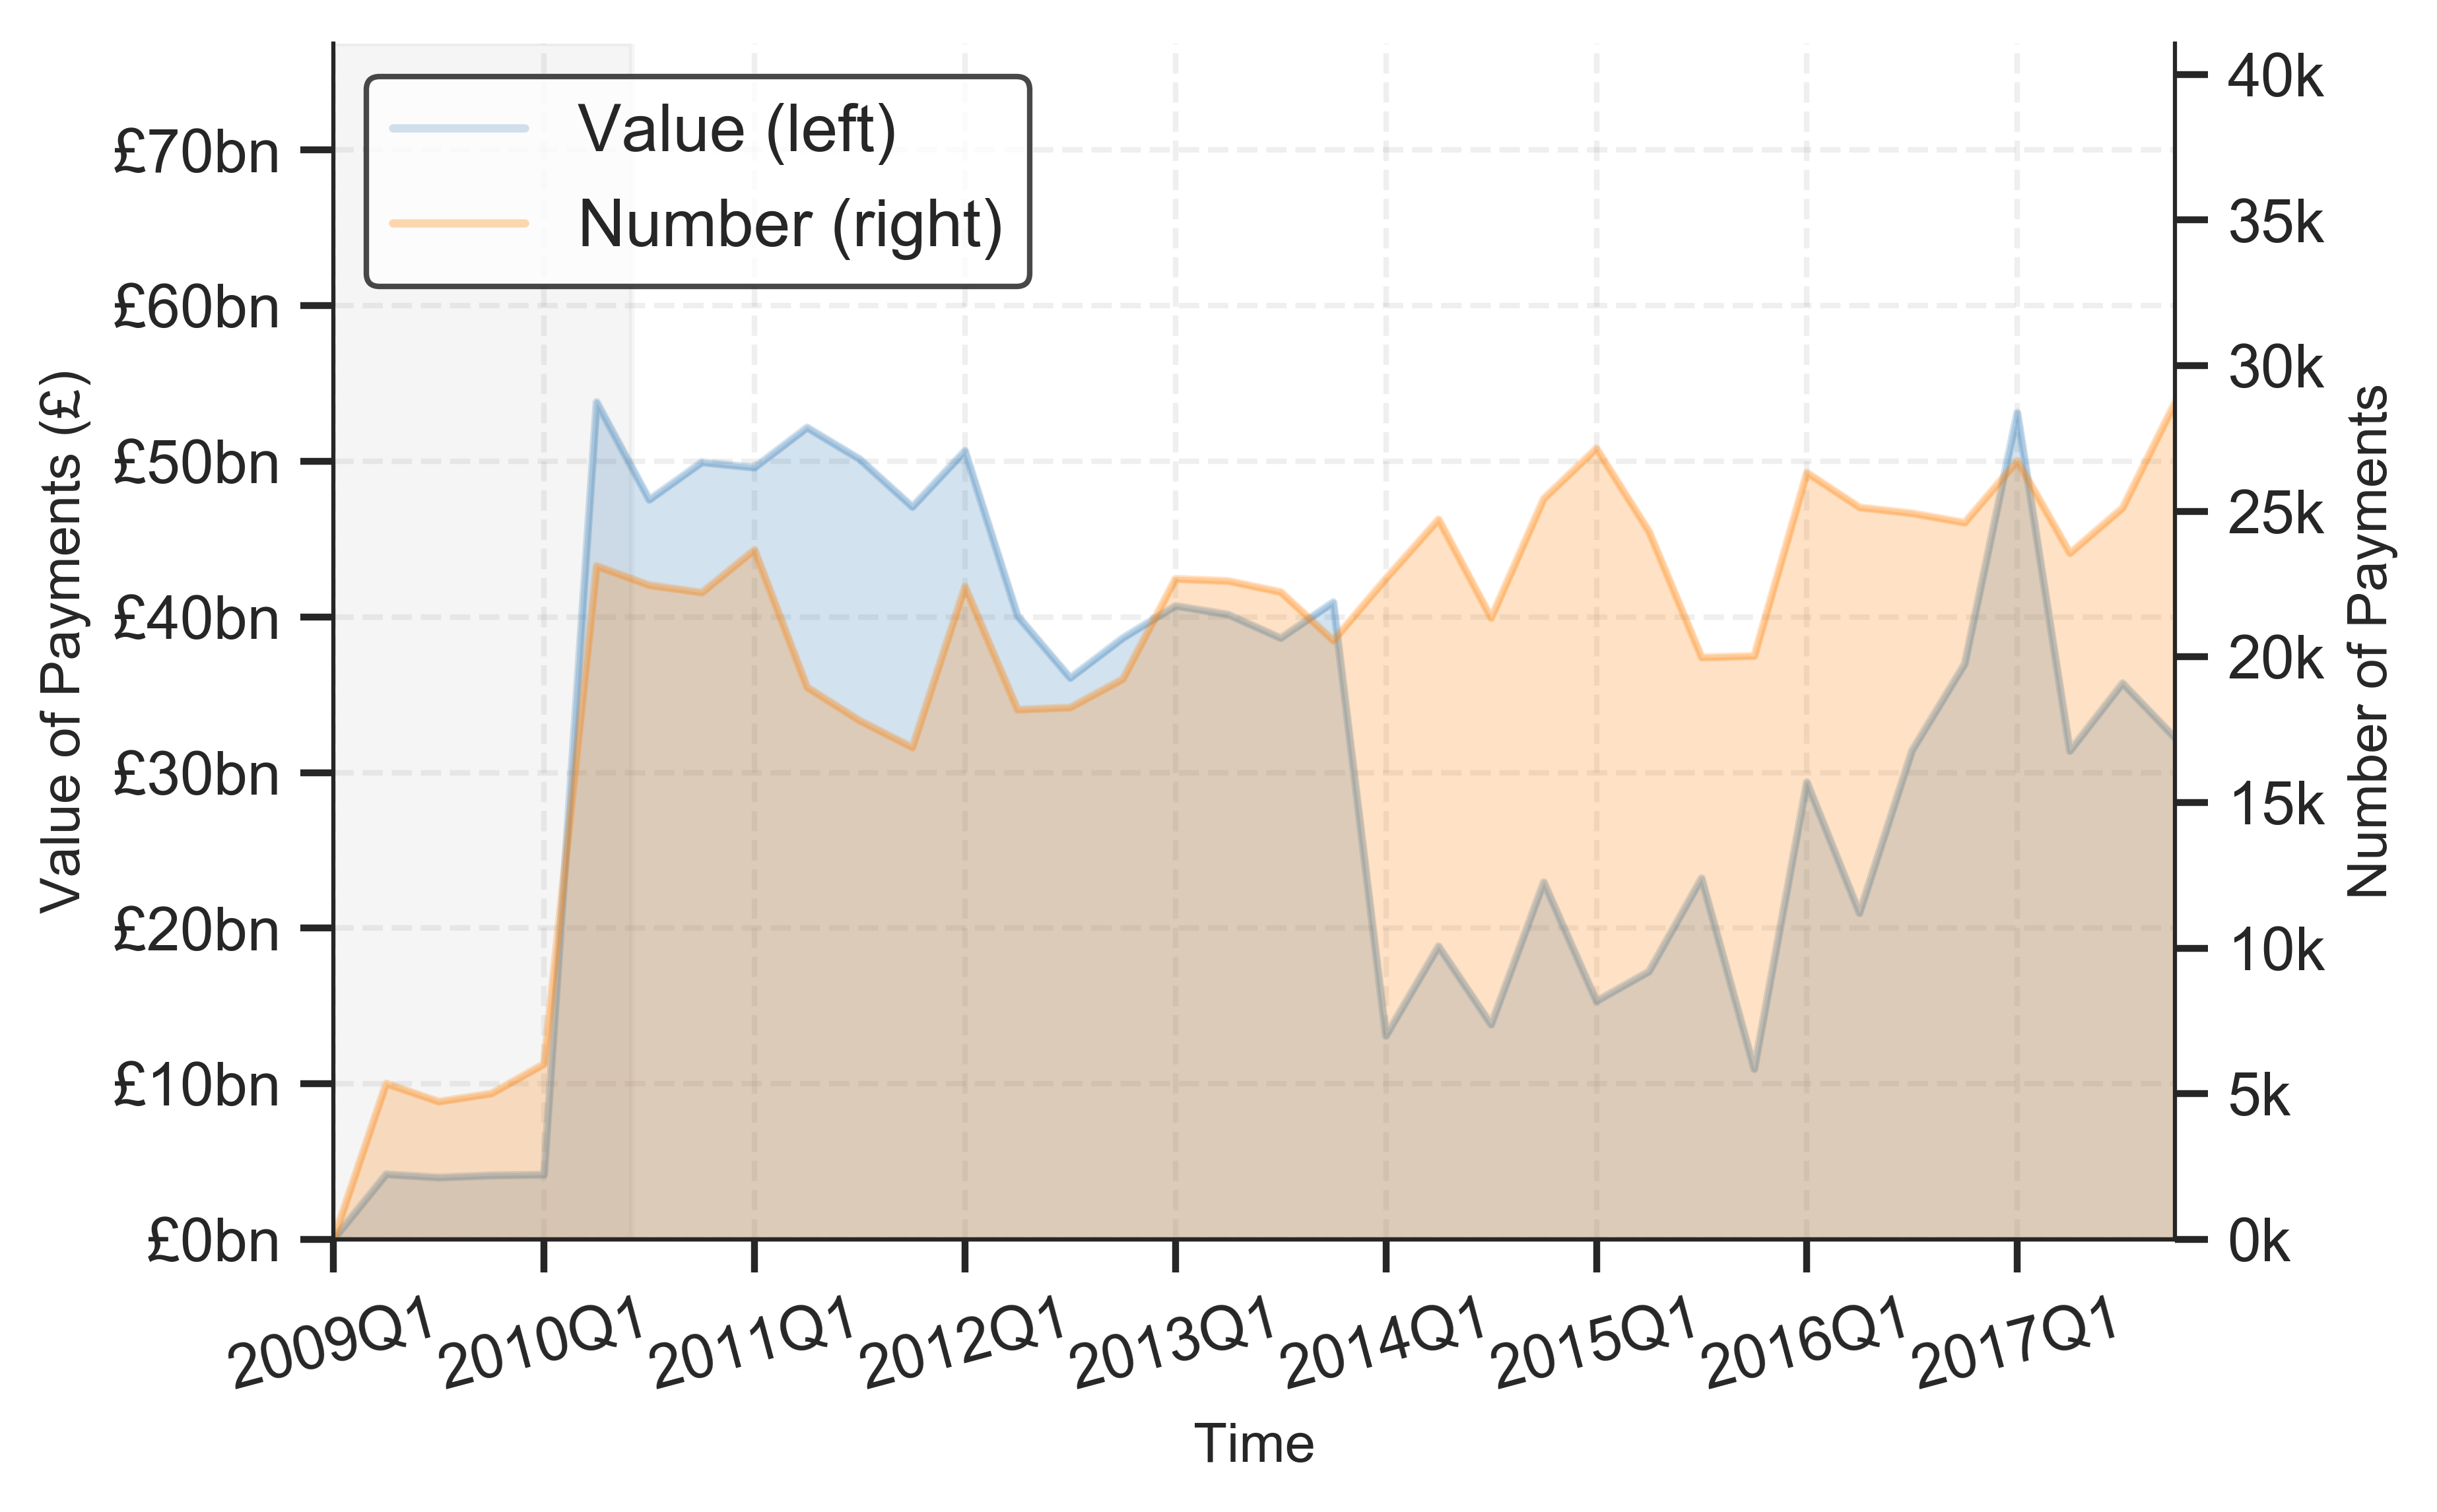 Value (left)
Number (right)
Value of Payments (£)
£70bn
£60bn
£50bn
£40bn
£30bn
£20bn
£10bn
£0bn
40k
35k
30k
25k
20k
15k
10k
5k
0k
Number of Payments
2009Q1
2010Q1
2011Q1
2012Q1
2013Q1
2014Q1
2015Q1
2016Q1
2017Q1
Time